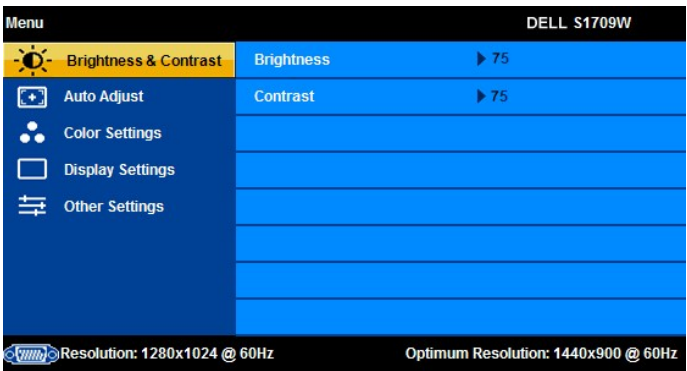 Menu DELL S1709W
Brightness & Contrast Brightness 75
Auto Adjust Contrast 75
Color Settings
Display Settings
Other Settings
Resolution: 1280x1024 @ 60Hz Optimum Resolution: 1440x900 @ 60Hz